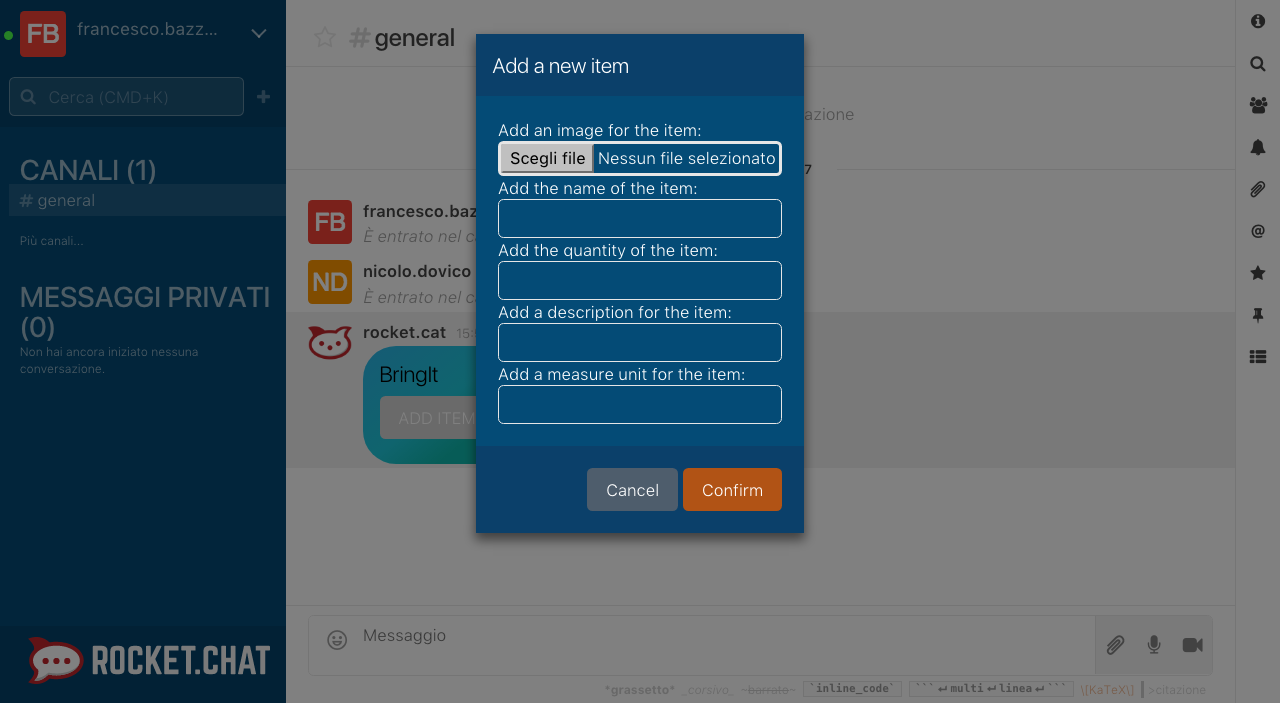 FB
francesco.bazz...
Cerca (CMD+K)
CANALI (1)
# general
Più canali...
MESSAGGI PRIVATI
(0)
Non hai ancora iniziato nessuna
conversazione.
ROCKET.CHAT
# general
azione
7
FB francesco.baz
È entrato nel c
ND nicolo.dovico
È entrato nel c
rocket.cat 15:
BringIt
ADD ITEM
Add a new item
Add an image for the item:
Scegli file Nessun file selezionato
Add the name of the item:
Add the quantity of the item:
Add a description for the item:
Add a measure unit for the item:
Cancel Confirm
Messaggio
*grassetto* _corsivo_ ~barrato~ `inline_code` ```↵multi↵linea↵``` \[KaTeX\] >citazione